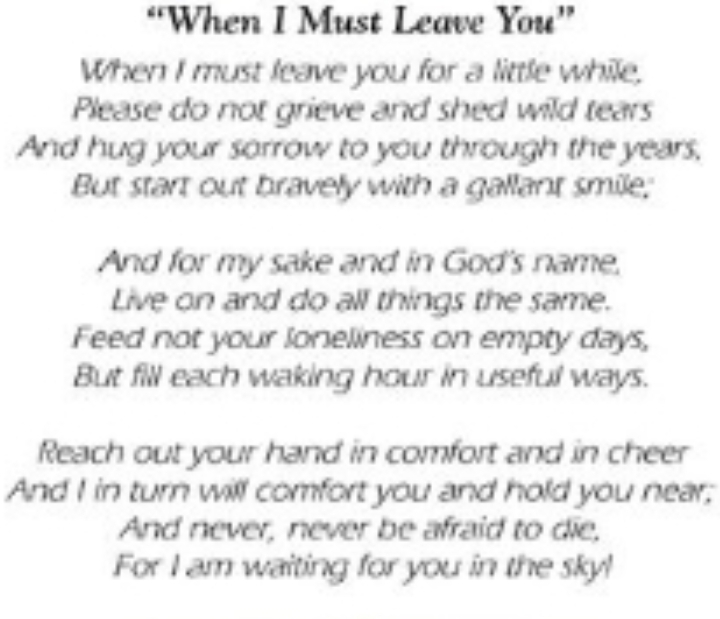 “When I Must Leave You”
When I must leave you for a little while,
Please do not grieve and shed wild tears
And hug your sorrow to you through the years,
But start out bravely with a gallant smile;
And for my sake and in God's name,
Live on and do all things the same.
Feed not your loneliness on empty days,
But fill each waking hour in useful ways.
Reach out your hand in comfort and in cheer
And I in turn will comfort you and hold you near;
And never, never be afraid to die,
For I am waiting for you in the sky!